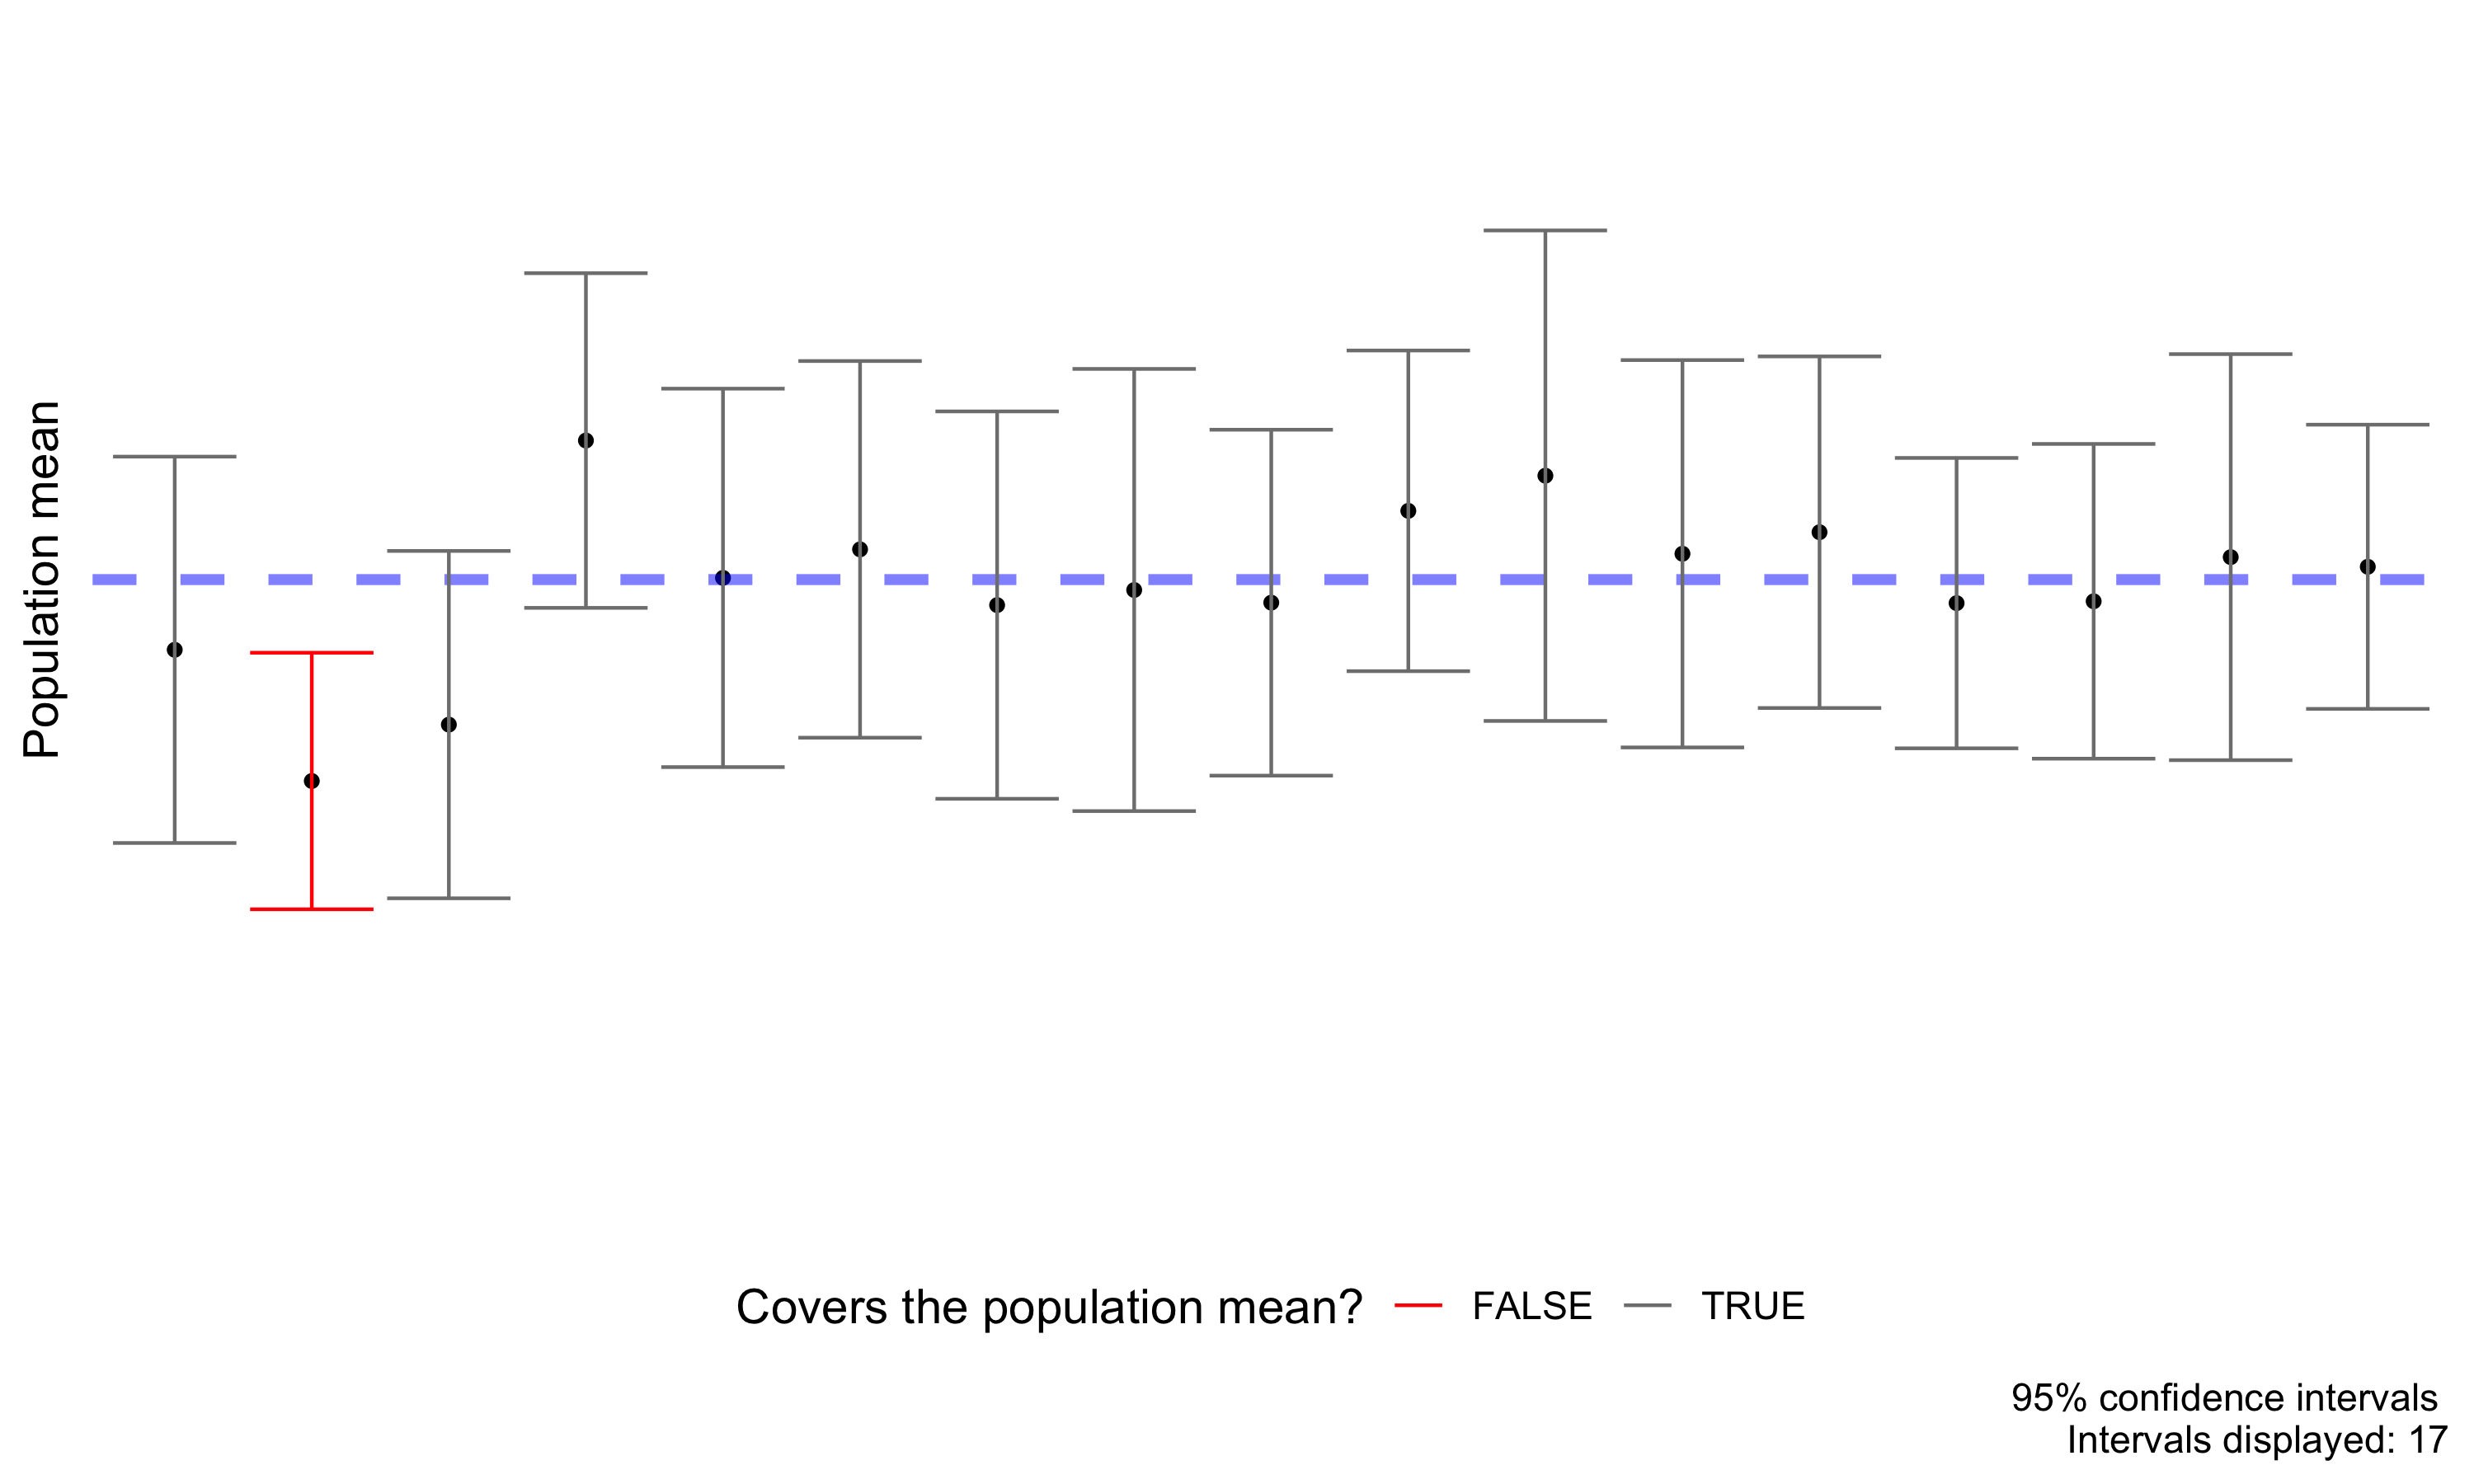 Population mean
Covers the population mean? FALSE TRUE
95% confidence intervals
Intervals displayed: 17